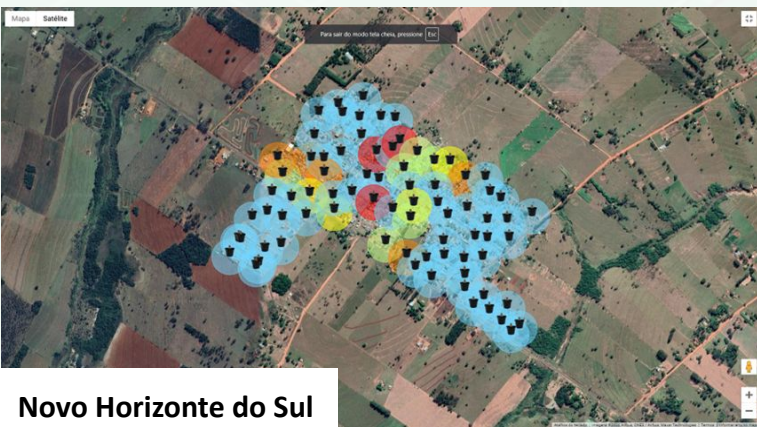 Mapa Satélite
Para sair do modo tela cheia, pressione Esc
Novo Horizonte do Sul